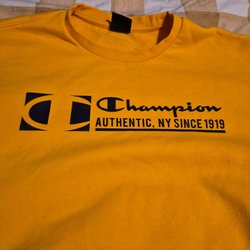 Champion
AUTHENTIC, NY SINCE 1919